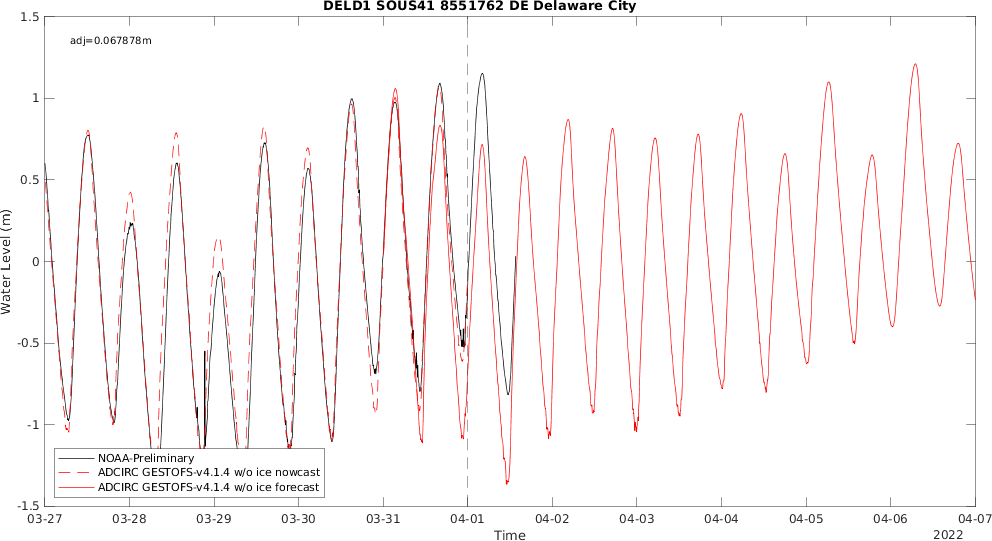 DELD1 SOUS41 8551762 DE Delaware City
adj=0.067878m
1.5
1
0.5
0
-0.5
-1
-1.5
Water Level (m)
NOAA-Preliminary
ADCIRC GESTOFS-v4.1.4 w/o ice nowcast
ADCIRC GESTOFS-v4.1.4 w/o ice forecast
03-27 03-28 03-29 03-30 03-31 04-01 04-02 04-03 04-04 04-05 04-06 04-07
Time
2022